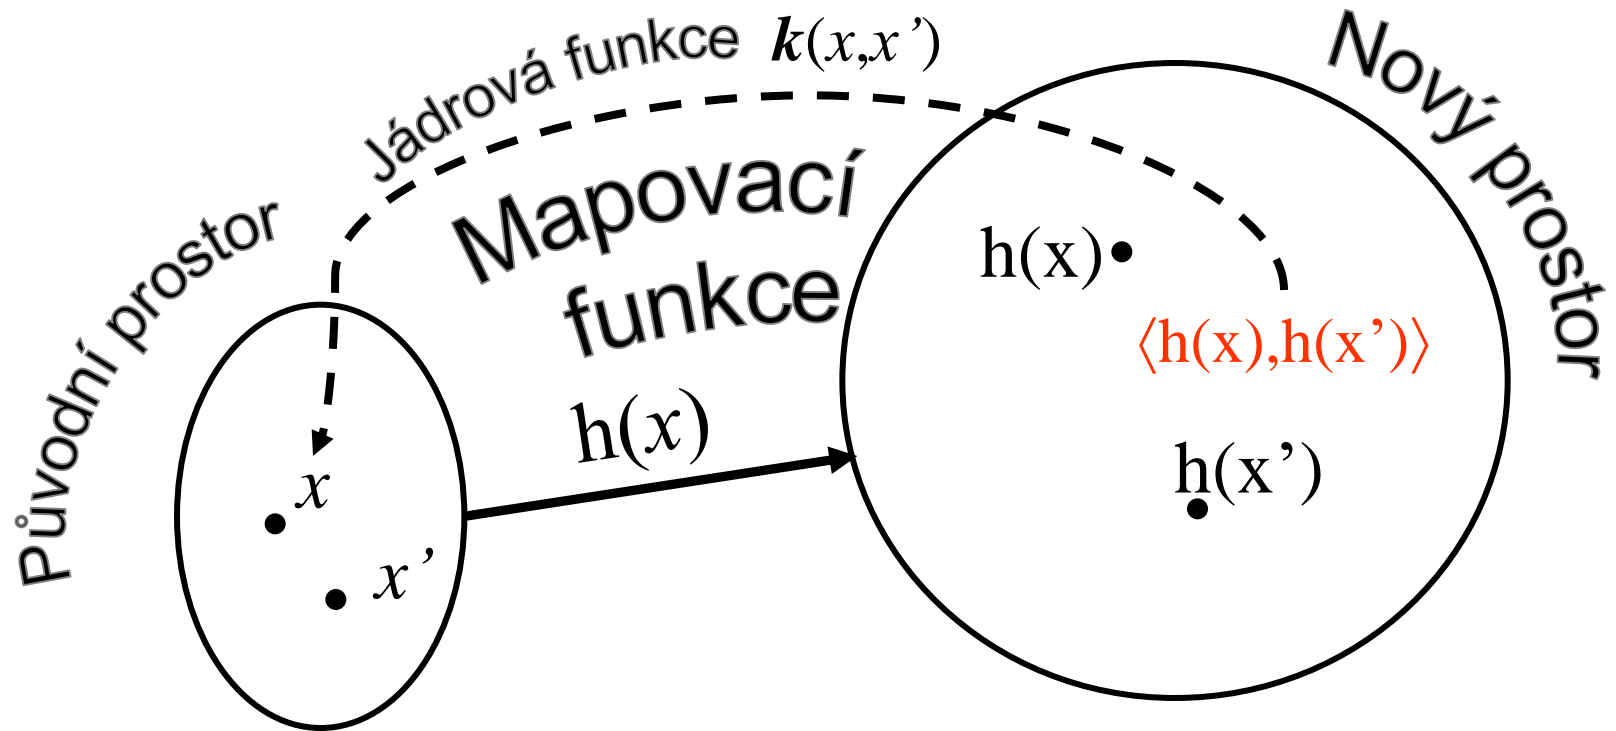 Jádrová funkce k(x,x’)
Nový prostor
Mapovací
funkce
Původní prostor
h(x)
⟨h(x),h(x’)⟩
h(x)
x
h(x’)
x’